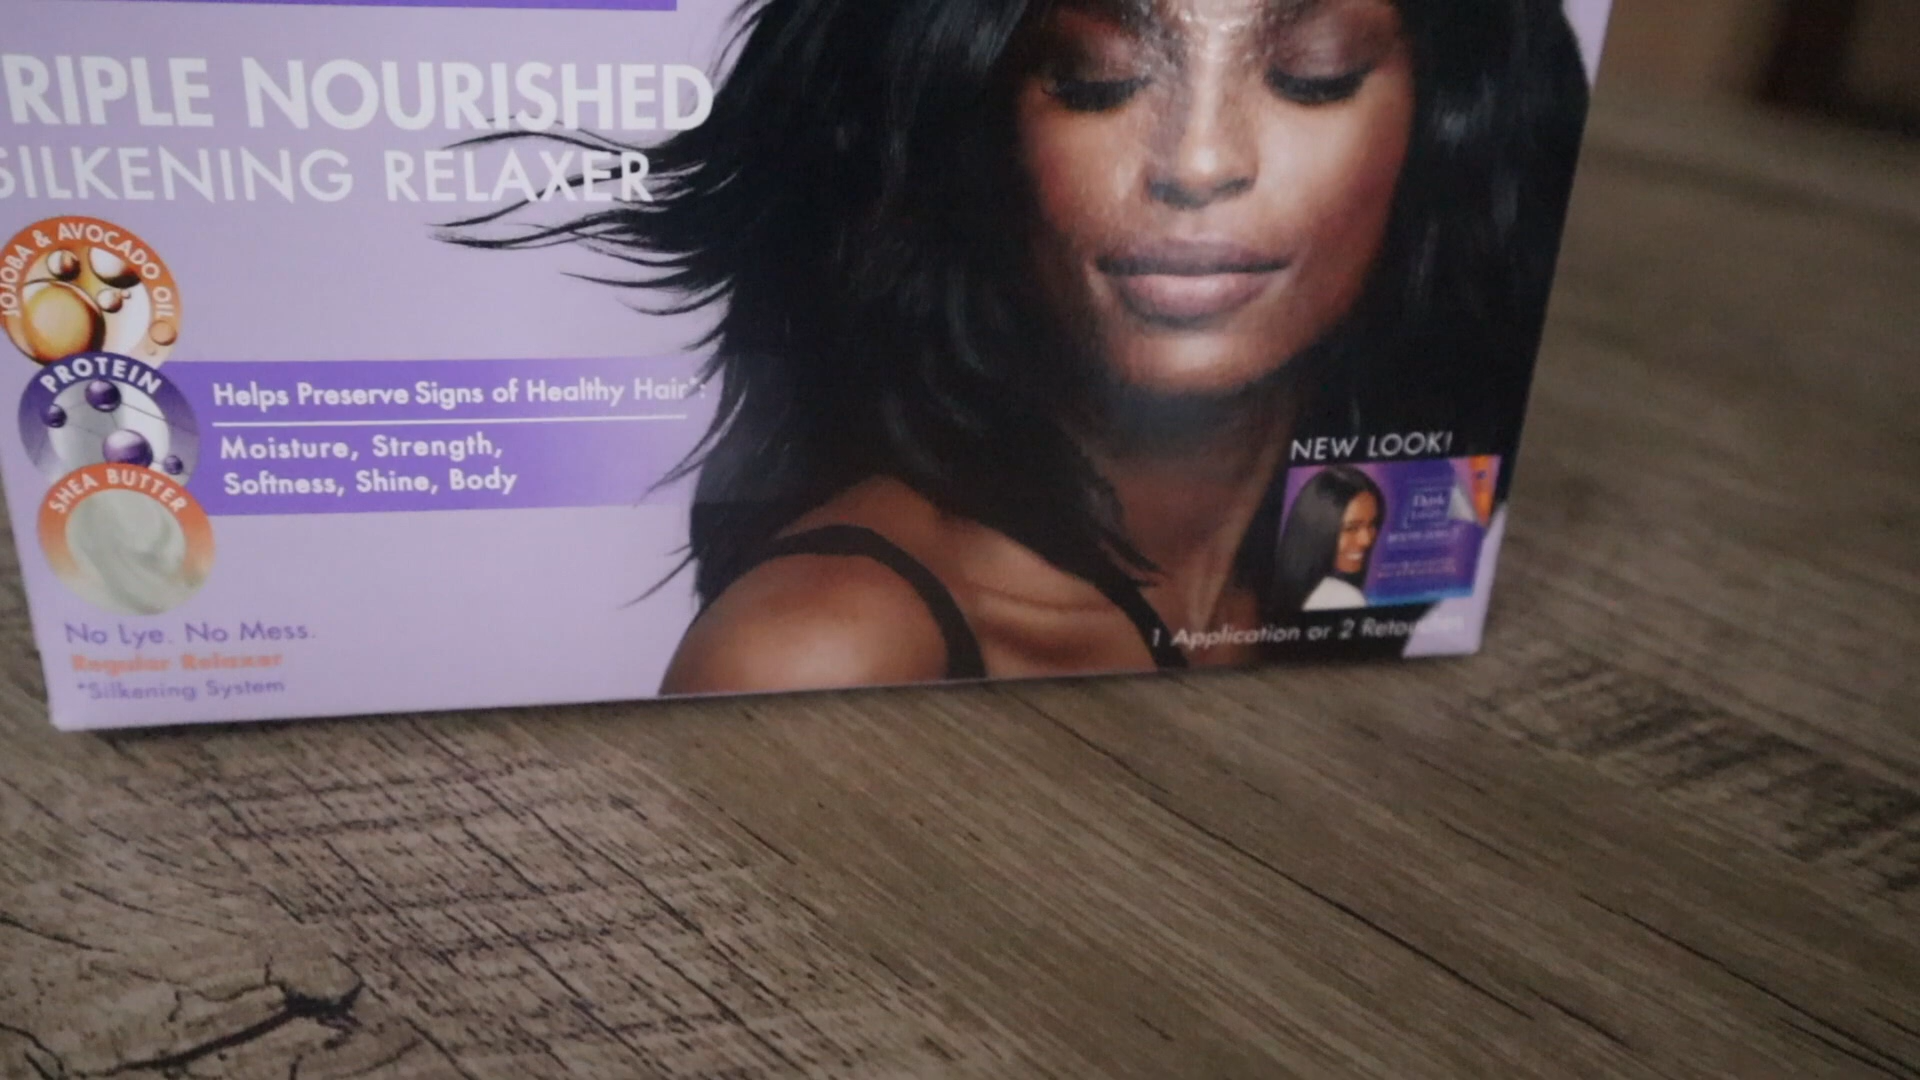 RIPLE NOURISHED
SILKENING RELAXER
JOJOBA & AVOCADO OIL
PROTEIN
Helps Preserve Signs of Healthy Hair*:
Moisture, Strength,
Softness, Shine, Body
SHEA BUTTER
No Lye. No Mess.
Regular Relaxer
*Silkening System
NEW LOOK!
Dark
1 Application or 2